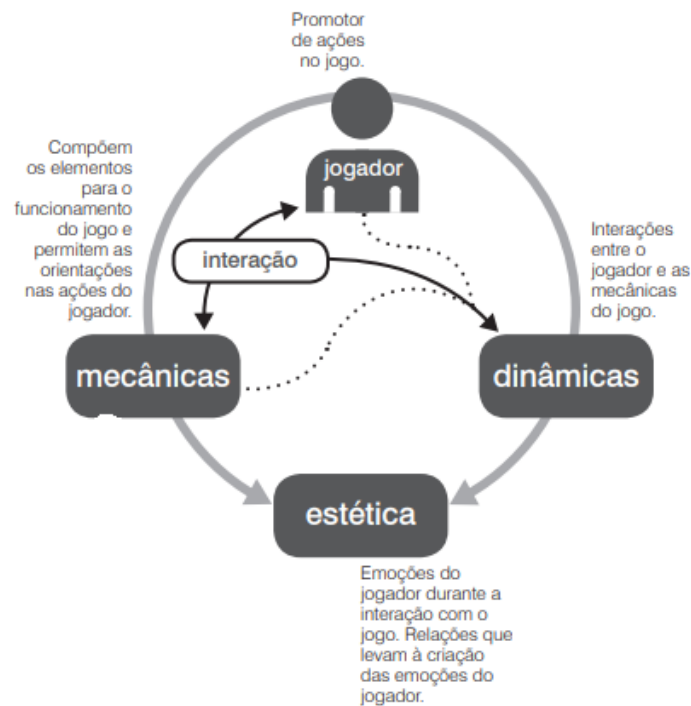 Promotor
de ações
no jogo.
Compõem
os elementos
para o
funcionamento
do jogo e
permitem as
orientações
nas ações do
jogador.
jogador
interação
Interações
entre o
jogador e as
mecânicas
do jogo.
mecânicas
dinâmicas
estética
Emoções do
jogador durante a
interação com o
jogo. Relações que
levam à criação
das emoções do
jogador.